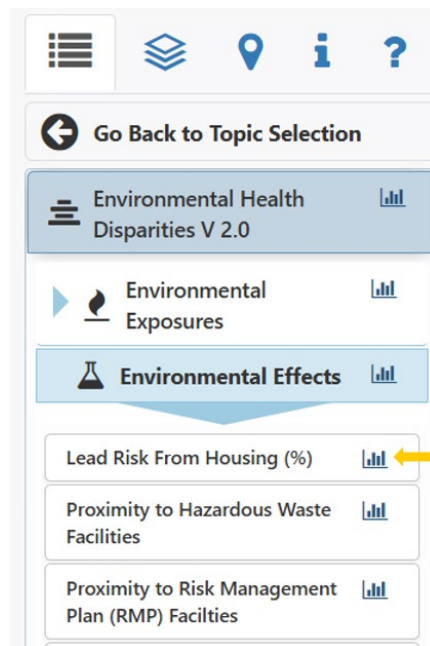 Go Back to Topic Selection
Environmental Health
Disparities V 2.0
Environmental
Exposures
Environmental Effects
Lead Risk From Housing (%)
Proximity to Hazardous Waste
Facilities
Proximity to Risk Management
Plan (RMP) Facilties